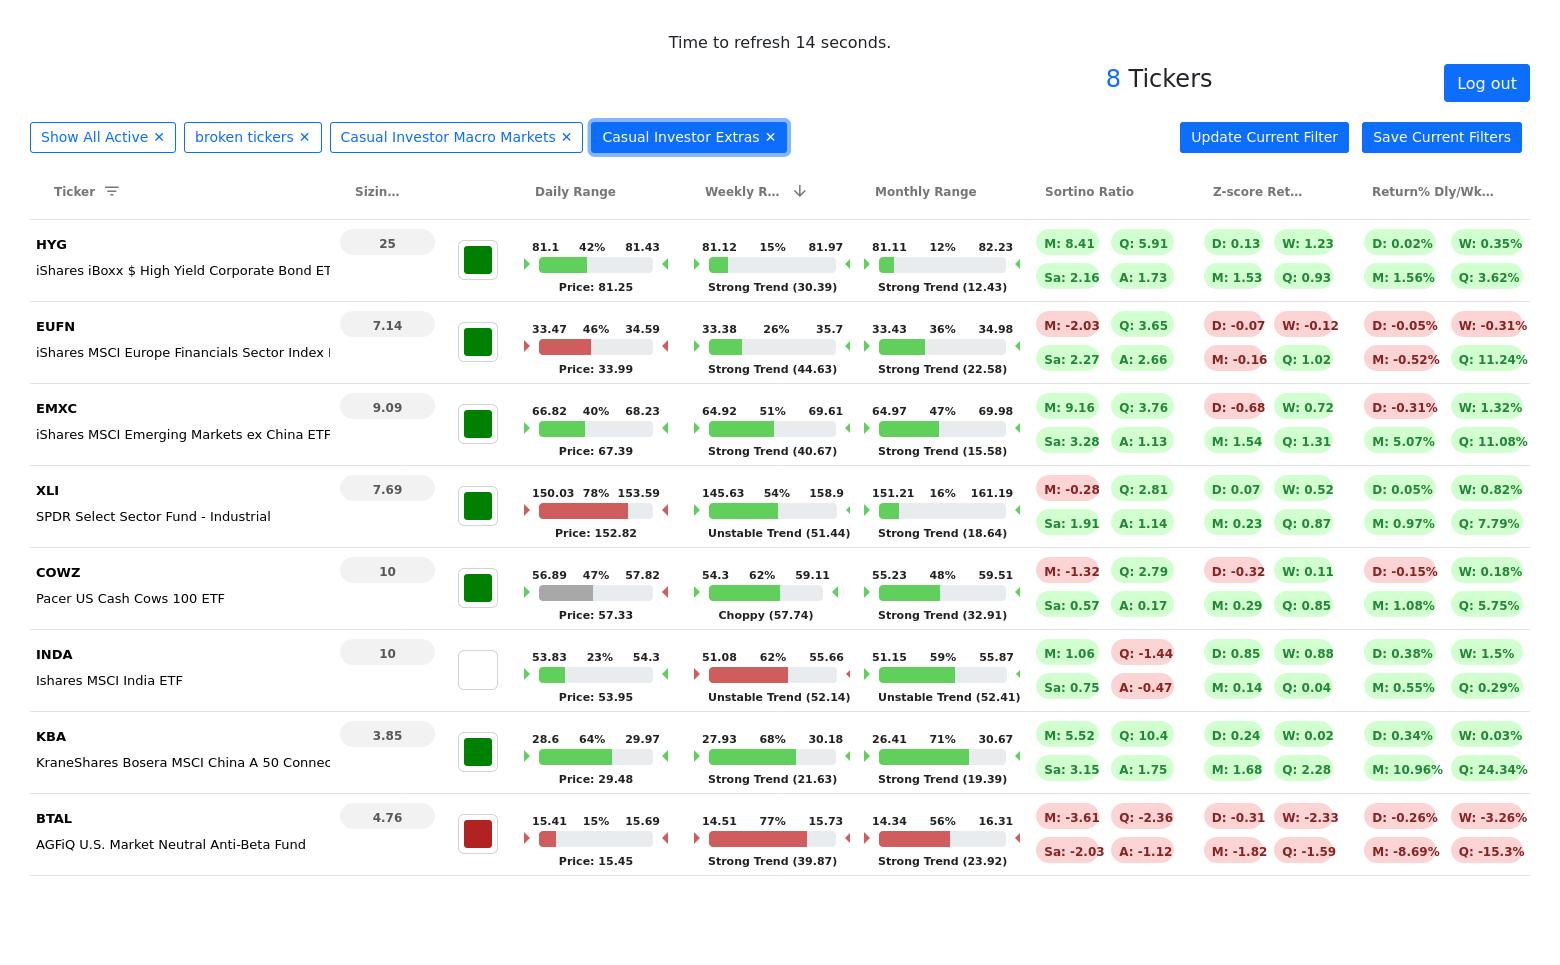 Time to refresh 14 seconds.
8 Tickers
Log out
Show All Active ✕ broken tickers ✕ Casual Investor Macro Markets ✕ Casual Investor Extras ✕ Update Current Filter Save Current Filters
Ticker Sizin... Daily Range Weekly R... Monthly Range Sortino Ratio Z-score Ret... Return% Dly/Wk...
HYG 25 81.1 42% 81.43 81.12 15% 81.97 81.11 12% 82.23 M: 8.41 Q: 5.91 D: 0.13 W: 1.23 D: 0.02% W: 0.35%
iShares iBoxx $ High Yield Corporate Bond ET Sa: 2.16 A: 1.73 M: 1.53 Q: 0.93 M: 1.56% Q: 3.62%
Price: 81.25 Strong Trend (30.39) Strong Trend (12.43)
EUFN 7.14 33.47 46% 34.59 33.38 26% 35.7 33.43 36% 34.98 M: -2.03 Q: 3.65 D: -0.07 W: -0.12 D: -0.05% W: -0.31%
iShares MSCI Europe Financials Sector Index Sa: 2.27 A: 2.66 M: -0.16 Q: 1.02 M: -0.52% Q: 11.24%
Price: 33.99 Strong Trend (44.63) Strong Trend (22.58)
EMXC 9.09 66.82 40% 68.23 64.92 51% 69.61 64.97 47% 69.98 M: 9.16 Q: 3.76 D: -0.68 W: 0.72 D: -0.31% W: 1.32%
iShares MSCI Emerging Markets ex China ETF Sa: 3.28 A: 1.13 M: 1.54 Q: 1.31 M: 5.07% Q: 11.08%
Price: 67.39 Strong Trend (40.67) Strong Trend (15.58)
XLI 7.69 150.03 78% 153.59 145.63 54% 158.9 151.21 16% 161.19 M: -0.28 Q: 2.81 D: 0.07 W: 0.52 D: 0.05% W: 0.82%
SPDR Select Sector Fund - Industrial Sa: 1.91 A: 1.14 M: 0.23 Q: 0.87 M: 0.97% Q: 7.79%
Price: 152.82 Unstable Trend (51.44) Strong Trend (18.64)
COWZ 10 56.89 47% 57.82 54.3 62% 59.11 55.23 48% 59.51 M: -1.32 Q: 2.79 D: -0.32 W: 0.11 D: -0.15% W: 0.18%
Pacer US Cash Cows 100 ETF Sa: 0.57 A: 0.17 M: 0.29 Q: 0.85 M: 1.08% Q: 5.75%
Price: 57.33 Choppy (57.74) Strong Trend (32.91)
INDA 10 53.83 23% 54.3 51.08 62% 55.66 51.15 59% 55.87 M: 1.06 Q: -1.44 D: 0.85 W: 0.88 D: 0.38% W: 1.5%
Ishares MSCI India ETF Sa: 0.75 A: -0.47 M: 0.14 Q: 0.04 M: 0.55% Q: 0.29%
Price: 53.95 Unstable Trend (52.14) Unstable Trend (52.41)
KBA 3.85 28.6 64% 29.97 27.93 68% 30.18 26.41 71% 30.67 M: 5.52 Q: 10.4 D: 0.24 W: 0.02 D: 0.34% W: 0.03%
KraneShares Bosera MSCI China A 50 Connec Sa: 3.15 A: 1.75 M: 1.68 Q: 2.28 M: 10.96% Q: 24.34%
Price: 29.48 Strong Trend (21.63) Strong Trend (19.39)
BTAL 4.76 15.41 15% 15.69 14.51 77% 15.73 14.34 56% 16.31 M: -3.61 Q: -2.36 D: -0.31 W: -2.33 D: -0.26% W: -3.26%
AGFiQ U.S. Market Neutral Anti-Beta Fund Sa: -2.03 A: -1.12 M: -1.82 Q: -1.59 M: -8.69% Q: -15.3%
Price: 15.45 Strong Trend (39.87) Strong Trend (23.92)